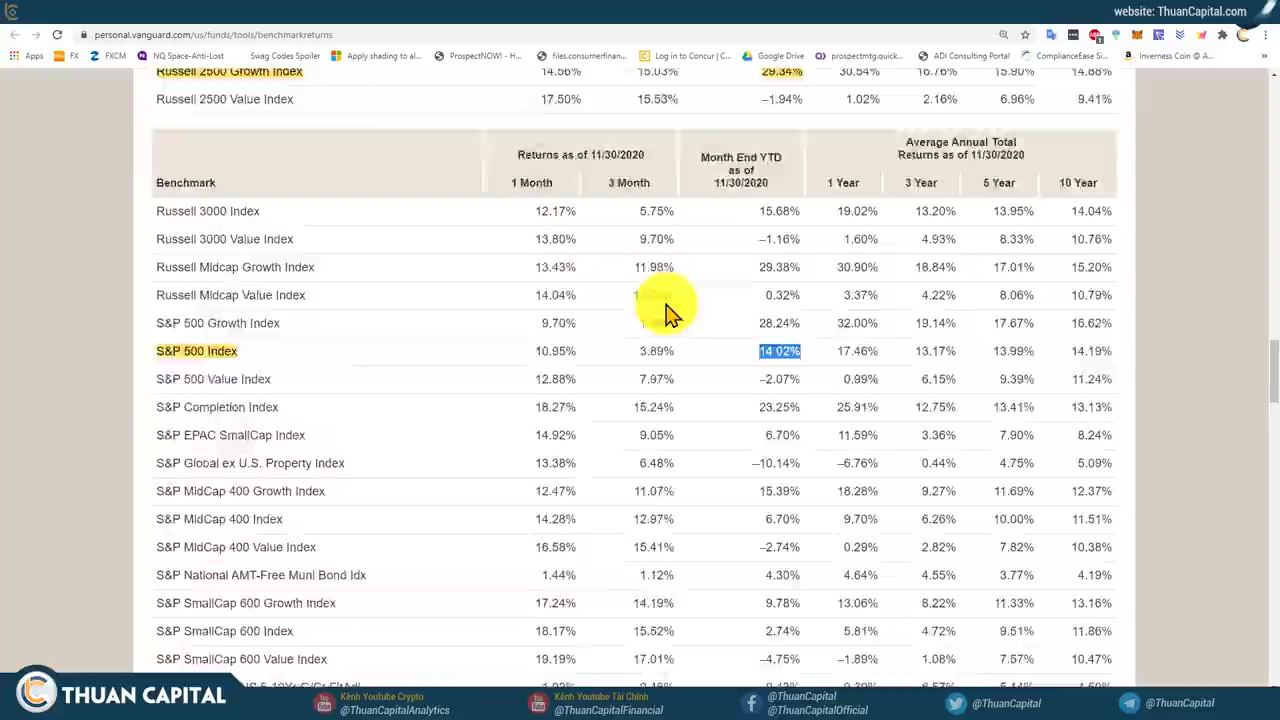 website: ThuanCapital.com
personal.vanguard.com/us/funds/tools/benchmarkreturns
Apps FX FXCM NQ Space-Anti-Lost Swag Codes Spoiler Apply shading to al... ProspectNOW! - H... files.consumerfinan... Log in to Concur | C... Google Drive prospectmtg.quick... ADI Consulting Portal ComplianceEase Si... Inverness Coin @ A...
Russell 2500 Growth Index 14.56% 15.03% 29.34% 30.54% 16.76% 15.90% 14.88%
Russell 2500 Value Index 17.50% 15.53% –1.94% 1.02% 2.16% 6.96% 9.41%
Returns as of 11/30/2020 Month End YTD as of 11/30/2020 Average Annual Total Returns as of 11/30/2020
Benchmark 1 Month 3 Month 1 Year 3 Year 5 Year 10 Year
Russell 3000 Index 12.17% 5.75% 15.68% 19.02% 13.20% 13.95% 14.04%
Russell 3000 Value Index 13.80% 9.70% –1.16% 1.60% 4.93% 8.33% 10.76%
Russell Midcap Growth Index 13.43% 11.98% 29.38% 30.90% 18.84% 17.01% 15.20%
Russell Midcap Value Index 14.04% 0.32% 3.37% 4.22% 8.06% 10.79%
S&P 500 Growth Index 9.70% 28.24% 32.00% 19.14% 17.67% 16.62%
S&P 500 Index 10.95% 3.89% 14.02% 17.46% 13.17% 13.99% 14.19%
S&P 500 Value Index 12.88% 7.97% –2.07% 0.99% 6.15% 9.39% 11.24%
S&P Completion Index 18.27% 15.24% 23.25% 25.91% 12.75% 13.41% 13.13%
S&P EPAC SmallCap Index 14.92% 9.05% 6.70% 11.59% 3.36% 7.90% 8.24%
S&P Global ex U.S. Property Index 13.38% 6.48% –10.14% –6.76% 0.44% 4.75% 5.09%
S&P MidCap 400 Growth Index 12.47% 11.07% 15.39% 18.28% 9.27% 11.69% 12.37%
S&P MidCap 400 Index 14.28% 12.97% 6.70% 9.70% 6.26% 10.00% 11.51%
S&P MidCap 400 Value Index 16.58% 15.41% –2.74% 0.29% 2.82% 7.82% 10.38%
S&P National AMT-Free Muni Bond Idx 1.44% 1.12% 4.30% 4.64% 4.55% 3.77% 4.19%
S&P SmallCap 600 Growth Index 17.24% 14.19% 9.78% 13.06% 8.22% 11.33% 13.16%
S&P SmallCap 600 Index 18.17% 15.52% 2.74% 5.81% 4.72% 9.51% 11.86%
S&P SmallCap 600 Value Index 19.19% 17.01% –4.75% –1.89% 1.08% 7.57% 10.47%
THUAN CAPITAL
Kênh Youtube Crypto
@ThuanCapitalAnalytics
Kênh Youtube Tài Chính
@ThuanCapitalFinancial
@ThuanCapital
@ThuanCapitalOfficial
@ThuanCapital
@ThuanCapital